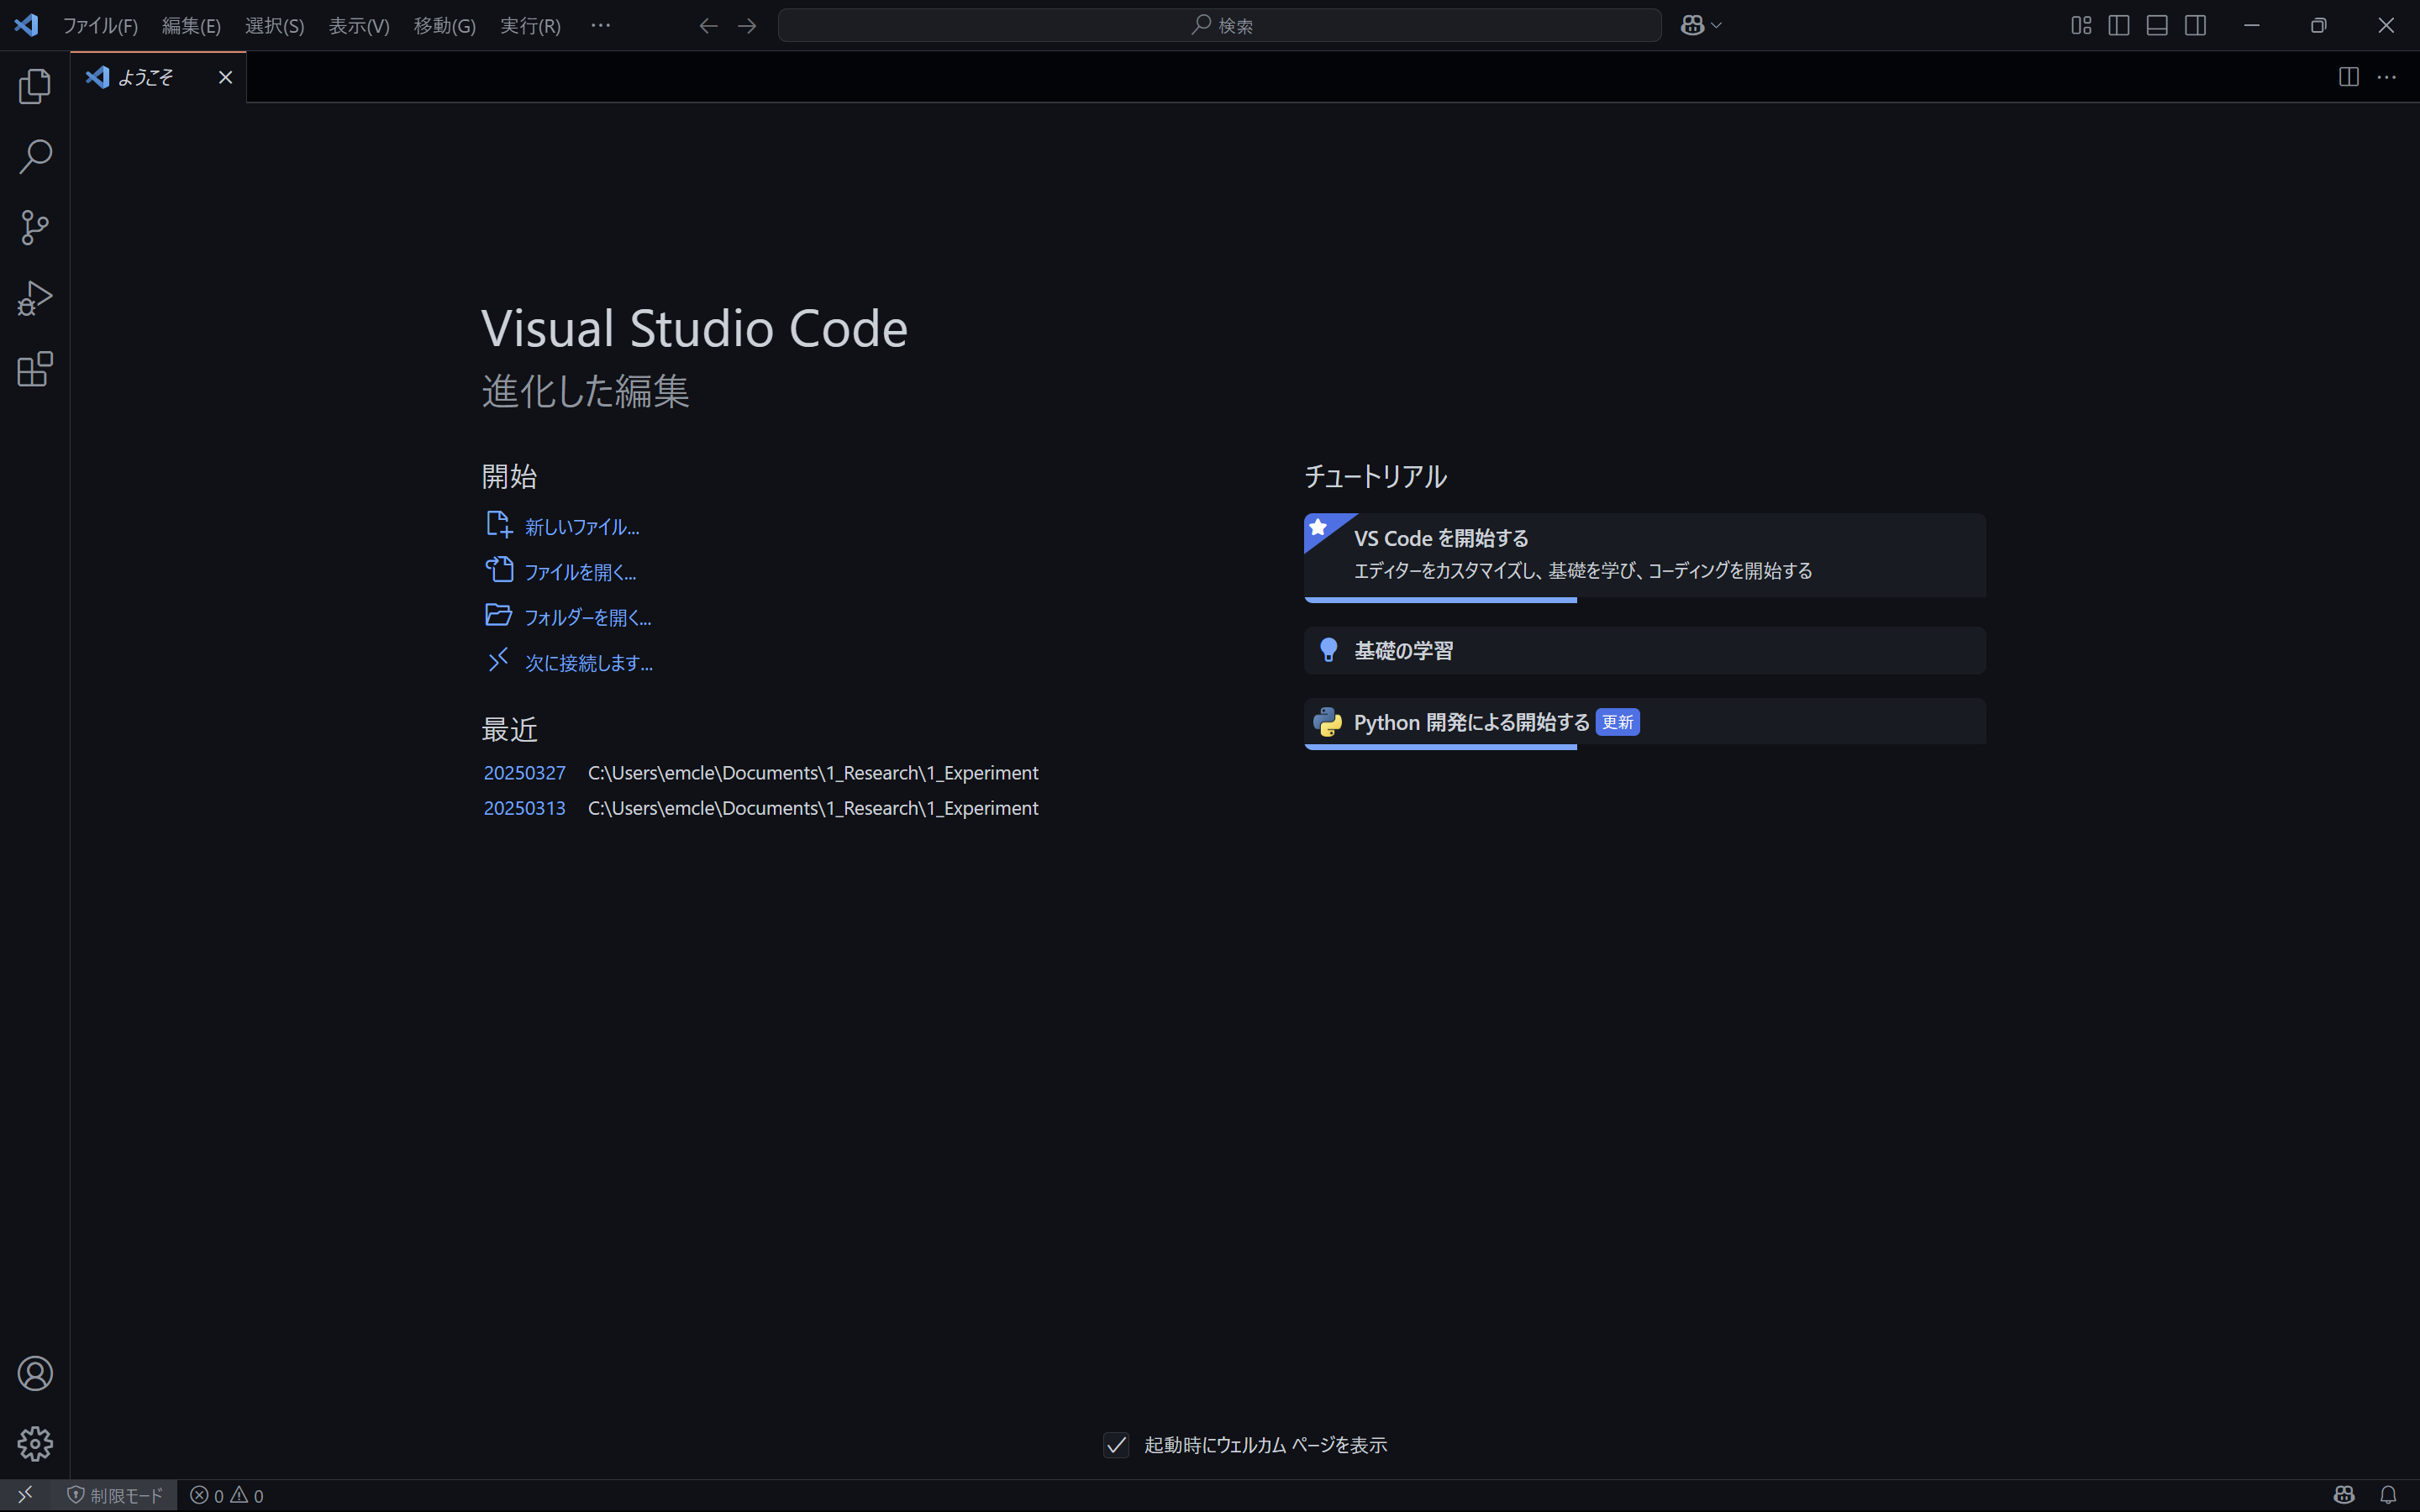 ファイル(F) 編集(E) 選択(S) 表示(V) 移動(G) 実行(R) … 検索
ようこそ
Visual Studio Code
進化した編集
開始
新しいファイル...
ファイルを開く...
フォルダーを開く...
次に接続します...
最近
20250327 C:\Users\emcle\Documents\1_Research\1_Experiment
20250313 C:\Users\emcle\Documents\1_Research\1_Experiment
チュートリアル
VS Code を開始する
エディターをカスタマイズし、基礎を学び、コーディングを開始する
基礎の学習
Python 開発による開始する 更新
起動時にウェルカム ページを表示
制限モード 0 0